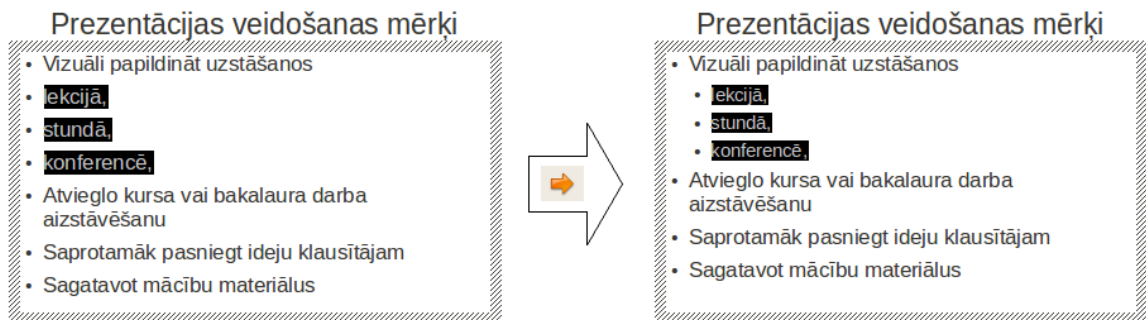 Prezentācijas veidošanas mērķi
• Vizuāli papildināt uzstāšanos
• lekcijā,
• stundā,
• konferencē,
• Atvieglo kursa vai bakalaura darba
aizstāvēšanu
• Saprotamāk pasniegt ideju klausītājam
• Sagatavot mācību materiālus
Prezentācijas veidošanas mērķi
• Vizuāli papildināt uzstāšanos
• lekcijā,
• stundā,
• konferencē,
• Atvieglo kursa vai bakalaura darba
aizstāvēšanu
• Saprotamāk pasniegt ideju klausītājam
• Sagatavot mācību materiālus